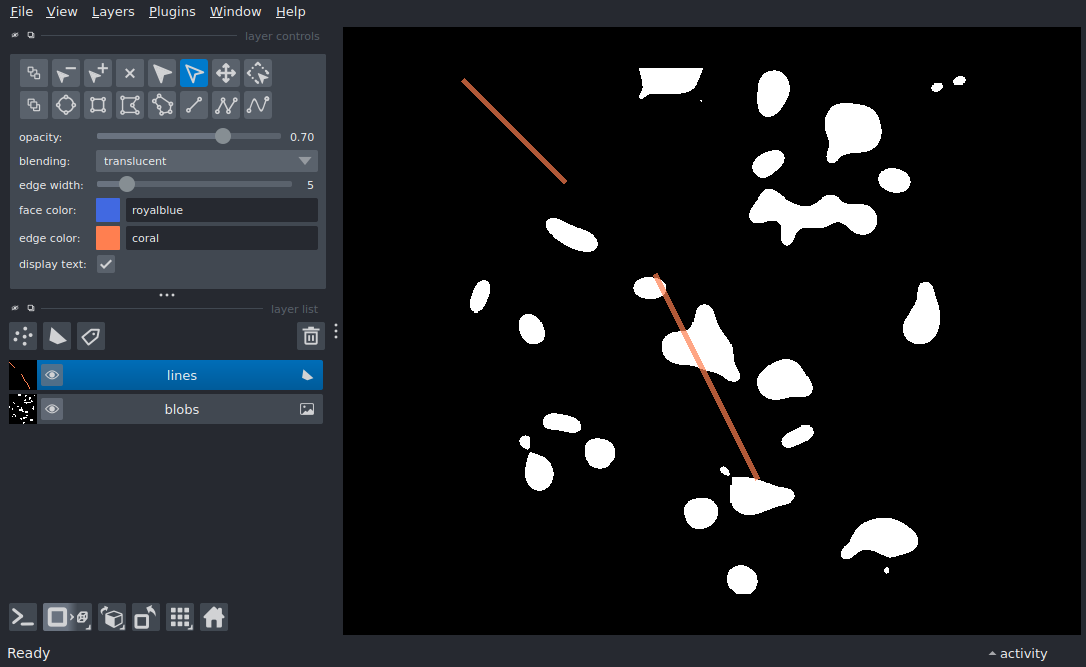 File View Layers Plugins Window Help
layer controls
opacity: 0.70
blending: translucent
edge width: 5
face color: royalblue
edge color: coral
display text:
layer list
lines
blobs
Ready
activity